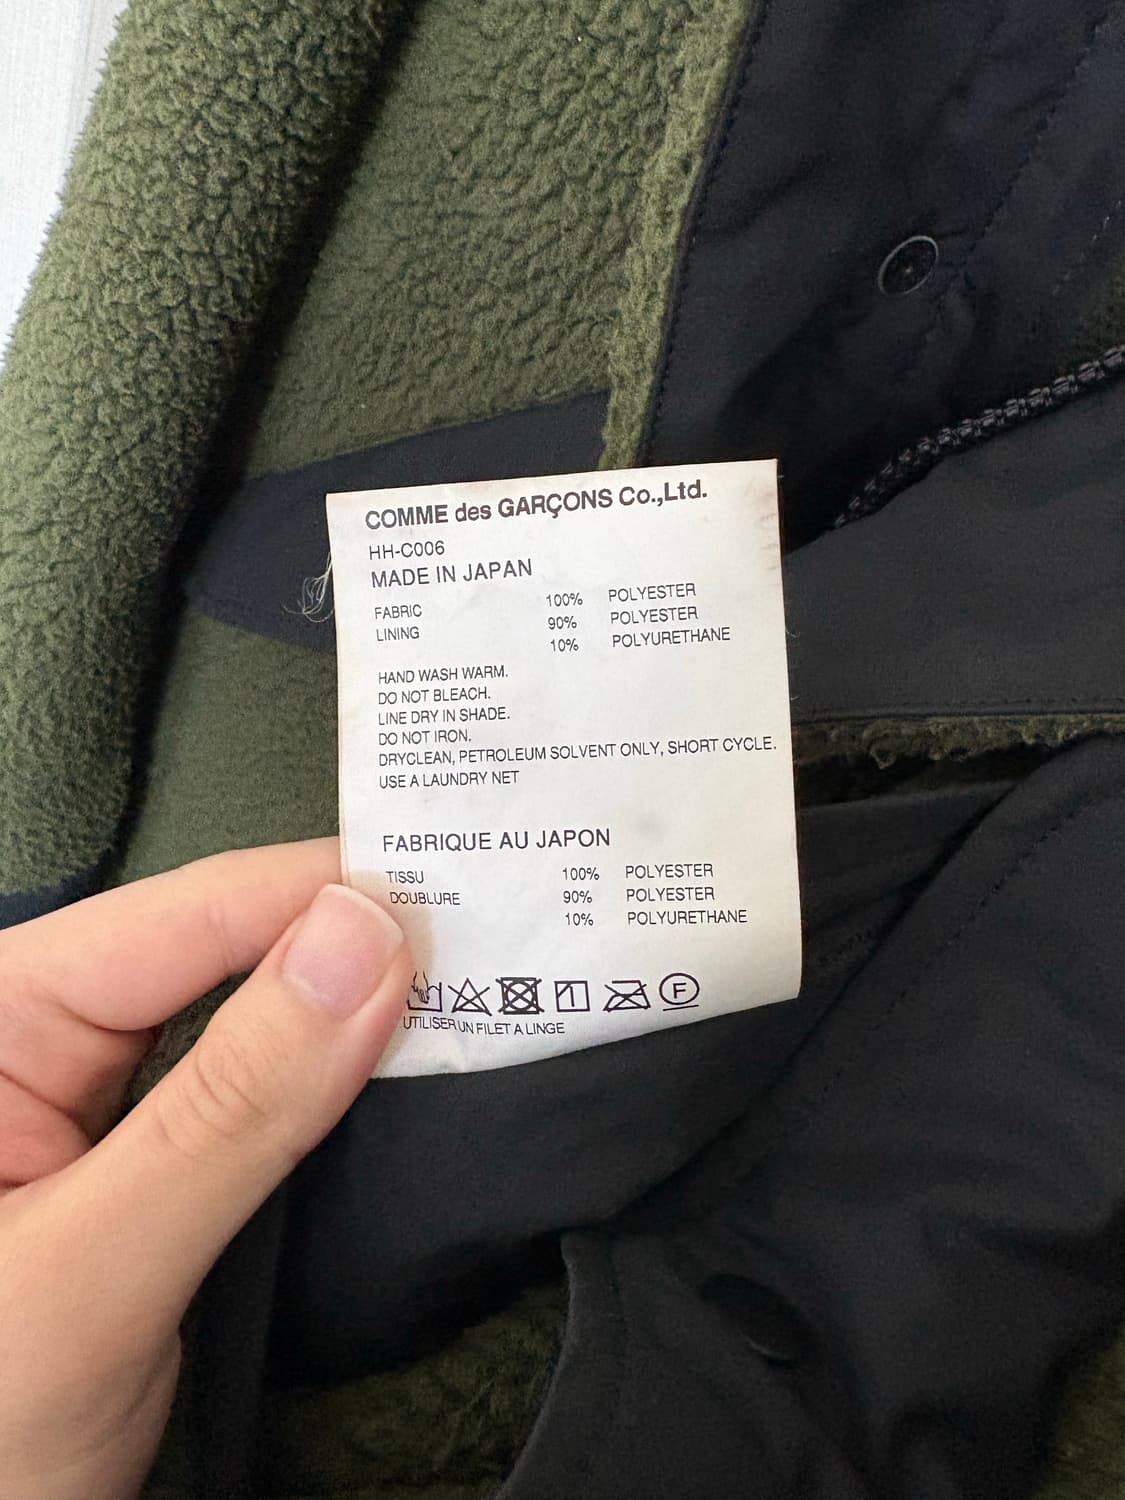 COMME des GARÇONS Co.,Ltd.
HH-C006
MADE IN JAPAN
FABRIC 100% POLYESTER
LINING 90% POLYESTER
10% POLYURETHANE
HAND WASH WARM.
DO NOT BLEACH.
LINE DRY IN SHADE.
DO NOT IRON.
DRYCLEAN, PETROLEUM SOLVENT ONLY, SHORT CYCLE.
USE A LAUNDRY NET
FABRIQUE AU JAPON
TISSU 100% POLYESTER
DOUBLURE 90% POLYESTER
10% POLYURETHANE
F
UTILISER UN FILET A LINGE